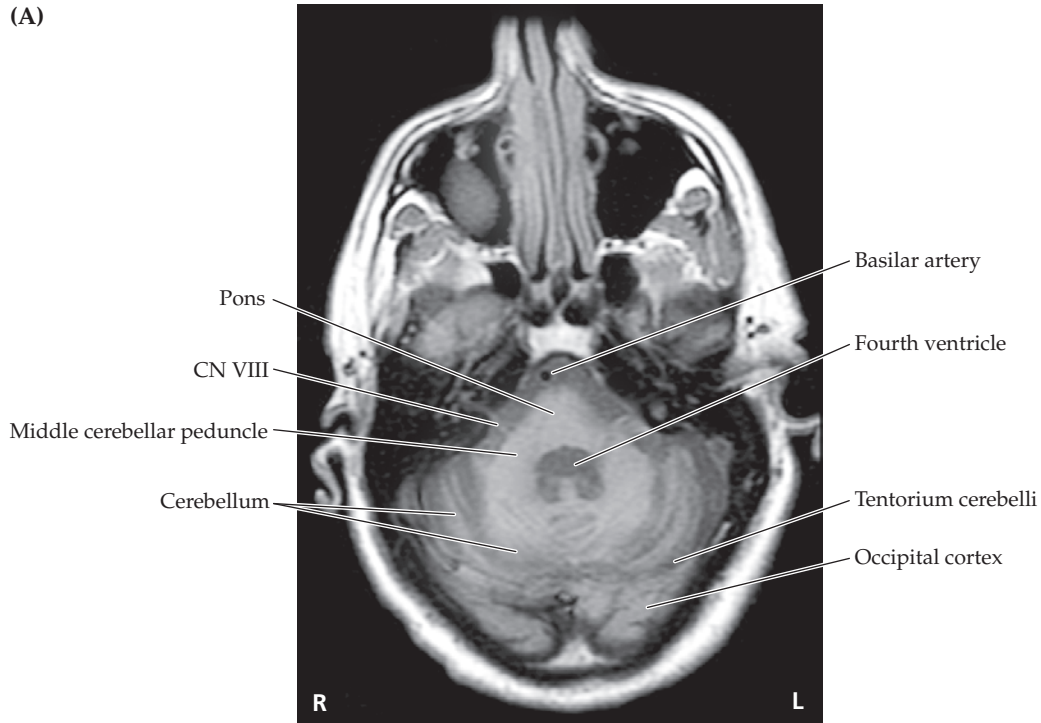 (A)
Pons
CN VIII
Middle cerebellar peduncle
Cerebellum
Basilar artery
Fourth ventricle
Tentorium cerebelli
Occipital cortex
R
L